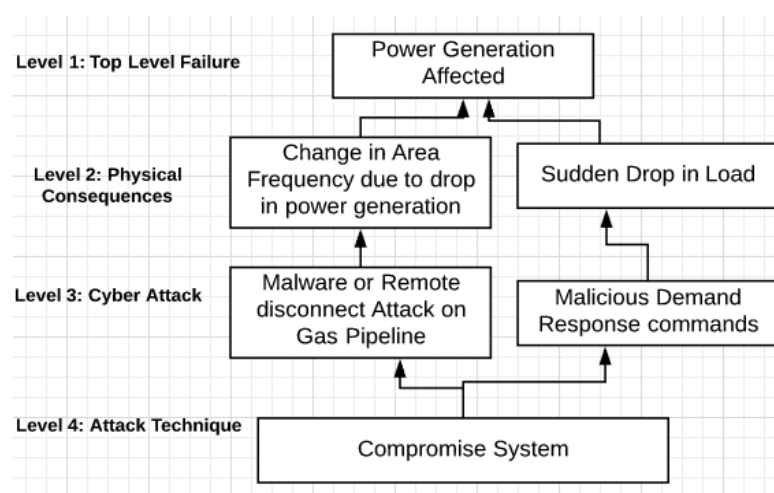 Power Generation
Affected
Level 1: Top Level Failure
Change in Area
Frequency due to drop
in power generation
Sudden Drop in Load
Level 2: Physical
Consequences
Malware or Remote
disconnect Attack on
Gas Pipeline
Malicious Demand
Response commands
Level 3: Cyber Attack
Level 4: Attack Technique
Compromise System